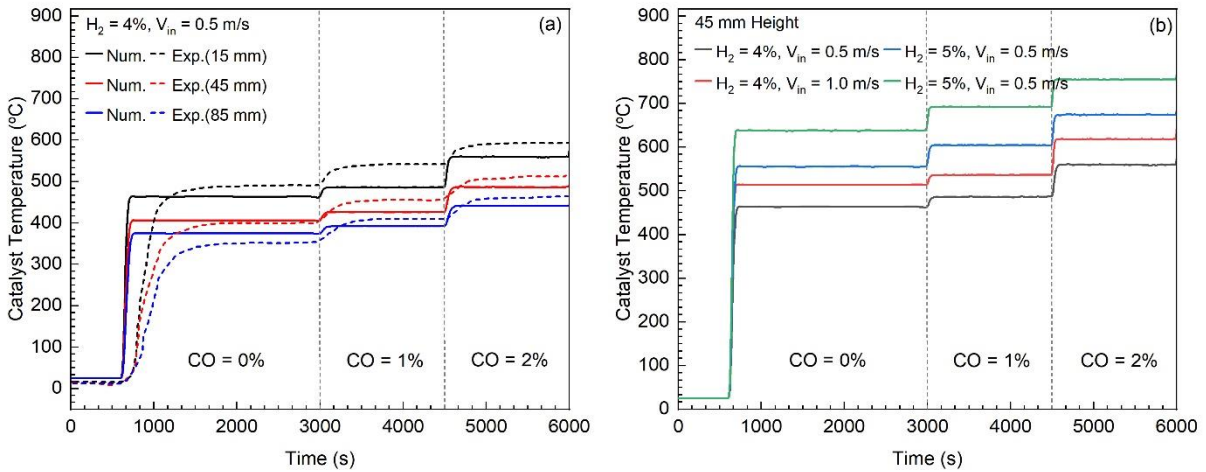 H₂ = 4%, Vᵢₙ = 0.5 m/s
(a)
Num. Exp.(15 mm)
Num. Exp.(45 mm)
Num. Exp.(85 mm)
Catalyst Temperature (ºC)
900
800
700
600
500
400
300
200
100
0
CO = 0%
CO = 1%
CO = 2%
0 1000 2000 3000 4000 5000 6000
Time (s)
45 mm Height
(b)
H₂ = 4%, Vᵢₙ = 0.5 m/s H₂ = 5%, Vᵢₙ = 0.5 m/s
H₂ = 4%, Vᵢₙ = 1.0 m/s H₂ = 5%, Vᵢₙ = 0.5 m/s
Catalyst Temperature (ºC)
900
800
700
600
500
400
300
200
100
0
CO = 0%
CO = 1%
CO = 2%
0 1000 2000 3000 4000 5000 6000
Time (s)